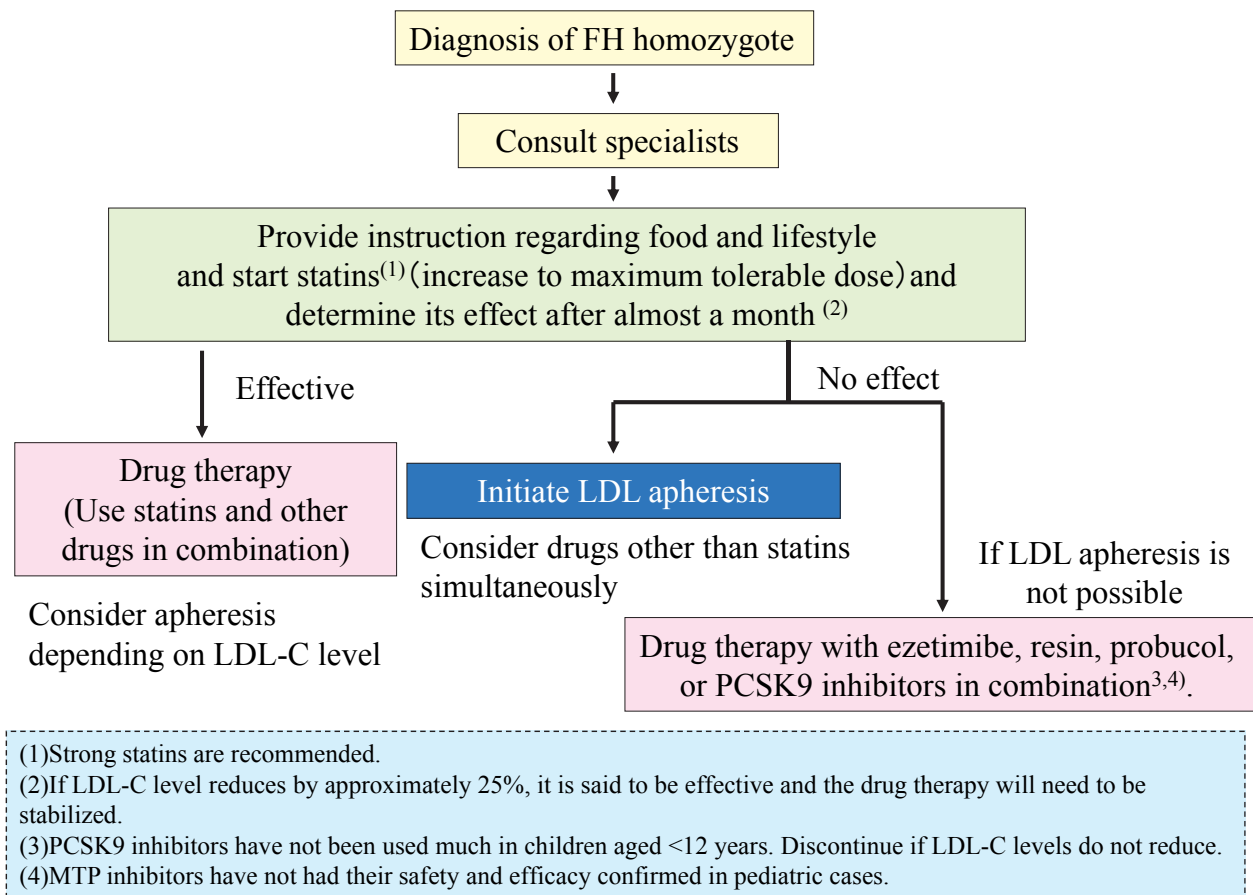 Diagnosis of FH homozygote
Consult specialists
Provide instruction regarding food and lifestyle
and start statins(1)（increase to maximum tolerable dose）and
determine its effect after almost a month (2)
Effective
No effect
Drug therapy
(Use statins and other
drugs in combination)
Consider apheresis
depending on LDL-C level
Initiate LDL apheresis
Consider drugs other than statins
simultaneously
If LDL apheresis is
not possible
Drug therapy with ezetimibe, resin, probucol,
or PCSK9 inhibitors in combination3,4).
(1)Strong statins are recommended.
(2)If LDL-C level reduces by approximately 25%, it is said to be effective and the drug therapy will need to be
stabilized.
(3)PCSK9 inhibitors have not been used much in children aged <12 years. Discontinue if LDL-C levels do not reduce.
(4)MTP inhibitors have not had their safety and efficacy confirmed in pediatric cases.